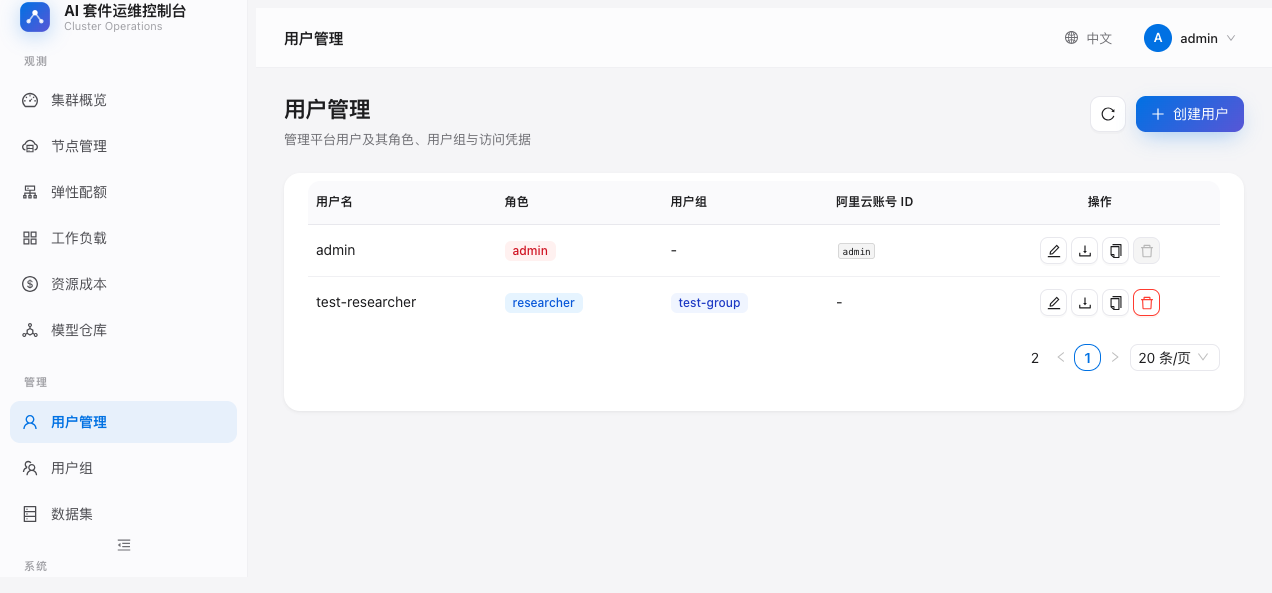 AI 套件运维控制台
Cluster Operations
观测
集群概览
节点管理
弹性配额
工作负载
资源成本
模型仓库
管理
用户管理
用户组
数据集
系统
用户管理
中文
A admin
用户管理
管理平台用户及其角色、用户组与访问凭据
创建用户
用户名 角色 用户组 阿里云账号 ID 操作
admin admin - admin
test-researcher researcher test-group -
2 < 1 > 20 条/页